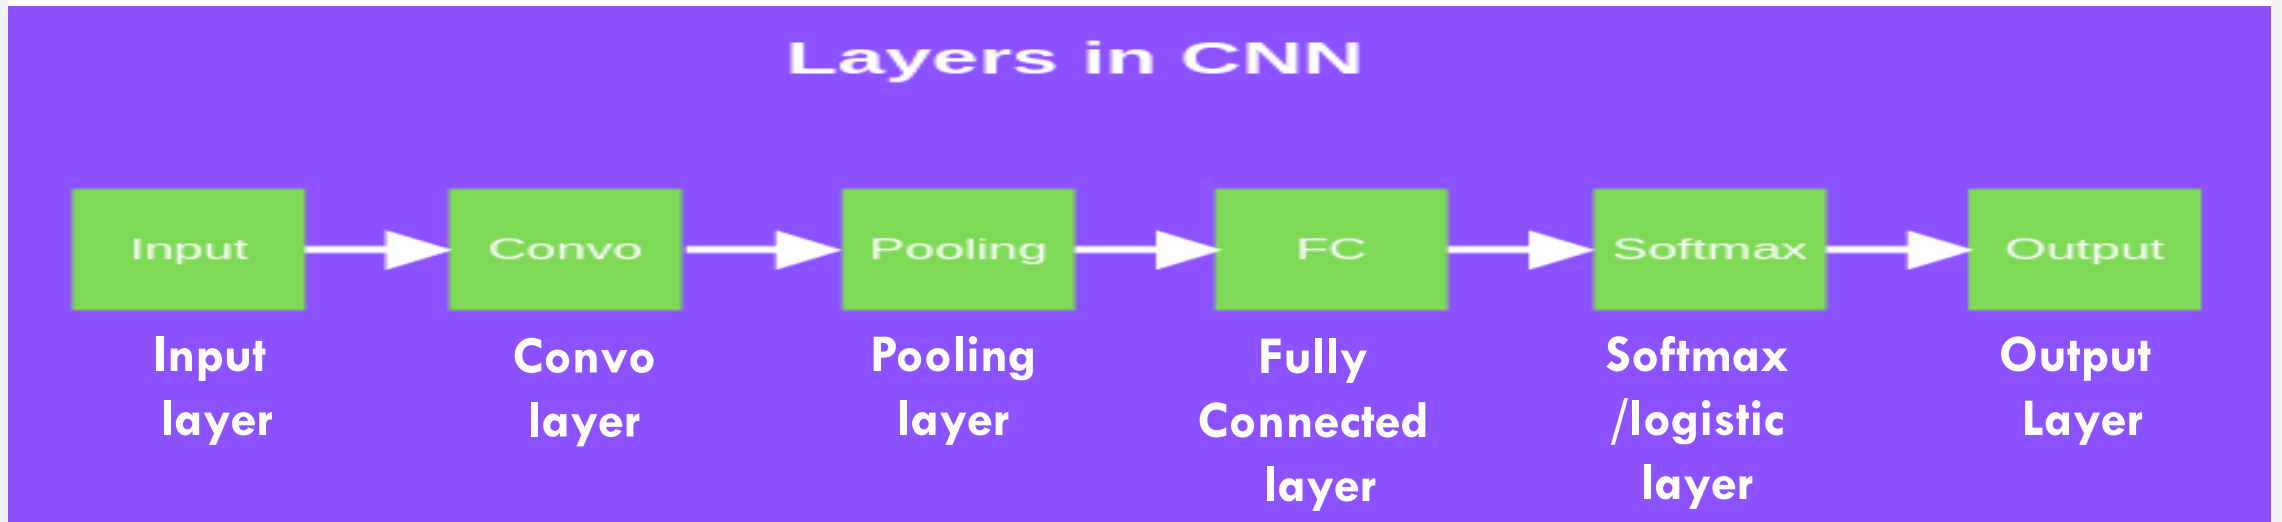 Layers in CNN
Input
Convo
Pooling
FC
Softmax
Output
Input
layer
Convo
layer
Pooling
layer
Fully
Connected
layer
Softmax
/logistic
layer
Output
Layer